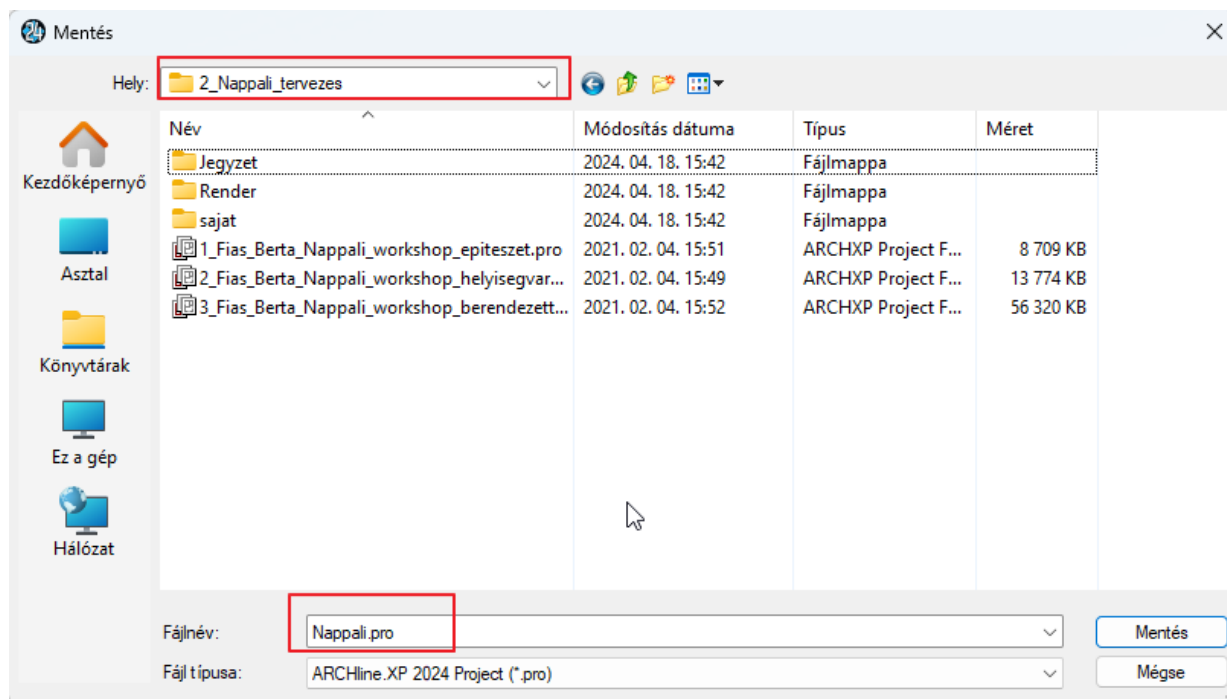 Mentés
Hely: 2_Nappali_tervezes
Név Módosítás dátuma Típus Méret
Jegyzet 2024. 04. 18. 15:42 Fájlmappa
Kezdőképernyő
Render 2024. 04. 18. 15:42 Fájlmappa
sajat 2024. 04. 18. 15:42 Fájlmappa
1_Fias_Berta_Nappali_workshop_epiteszet.pro 2021. 02. 04. 15:51 ARCHXP Project F... 8 709 KB
Asztal
2_Fias_Berta_Nappali_workshop_helyisegvar... 2021. 02. 04. 15:49 ARCHXP Project F... 13 774 KB
3_Fias_Berta_Nappali_workshop_berendezett... 2021. 02. 04. 15:52 ARCHXP Project F... 56 320 KB
Könyvtárak
Ez a gép
Hálózat
Fájlnév: Nappali.pro Mentés
Fájl típusa: ARCHline.XP 2024 Project (*.pro) Mégse